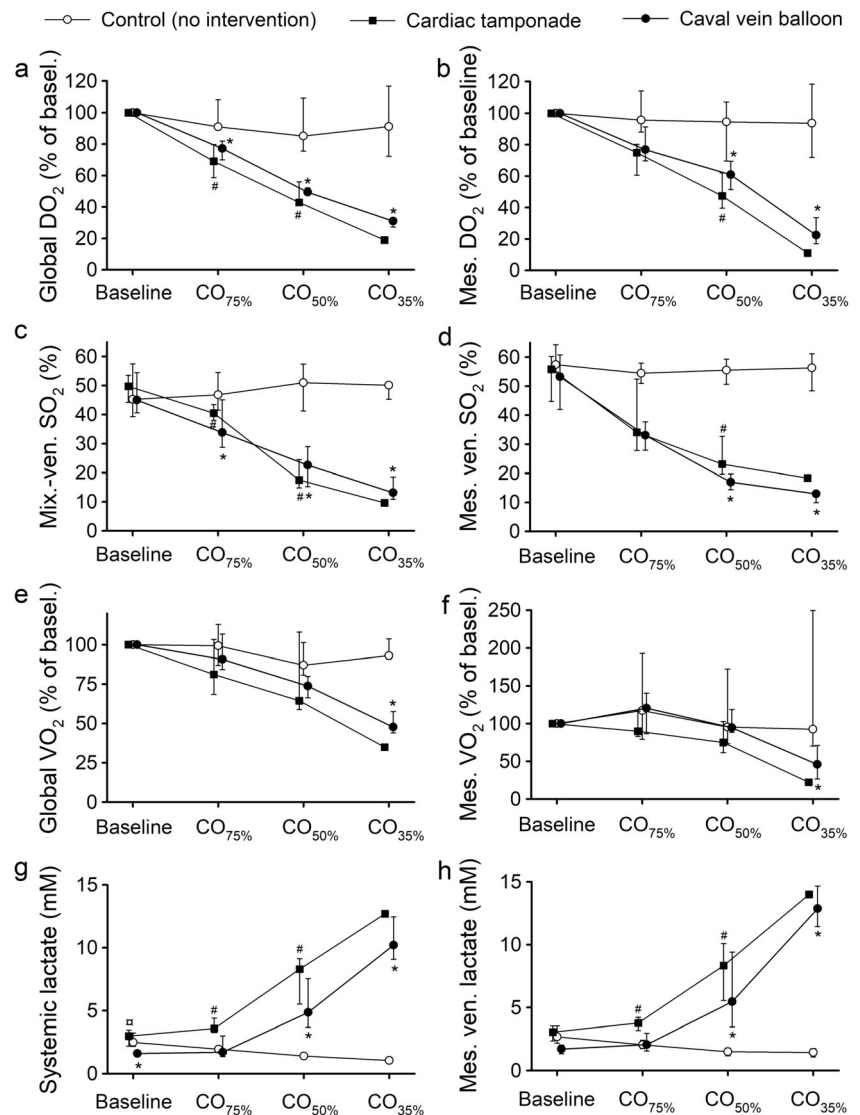 Control (no intervention) Cardiac tamponade Caval vein balloon
a
Global DO2 (% of basel.)
120
100
80
60
40
20
0
* * *
# #
Baseline CO75% CO50% CO35%
b
Mes. DO2 (% of baseline)
120
100
80
60
40
20
0
* *
#
Baseline CO75% CO50% CO35%
c
Mix.-ven. SO2 (%)
60
50
40
30
20
10
0
# *
#* *
Baseline CO75% CO50% CO35%
d
Mes. ven. SO2 (%)
60
50
40
30
20
10
0
#
* *
Baseline CO75% CO50% CO35%
e
Global VO2 (% of basel.)
100
75
50
25
0
*
Baseline CO75% CO50% CO35%
f
Mes. VO2 (% of basel.)
250
200
150
100
50
0
*
Baseline CO75% CO50% CO35%
g
Systemic lactate (mM)
15
10
5
0
¤ # #
* * *
Baseline CO75% CO50% CO35%
h
Mes. ven. lactate (mM)
15
10
5
0
# #
* *
Baseline CO75% CO50% CO35%